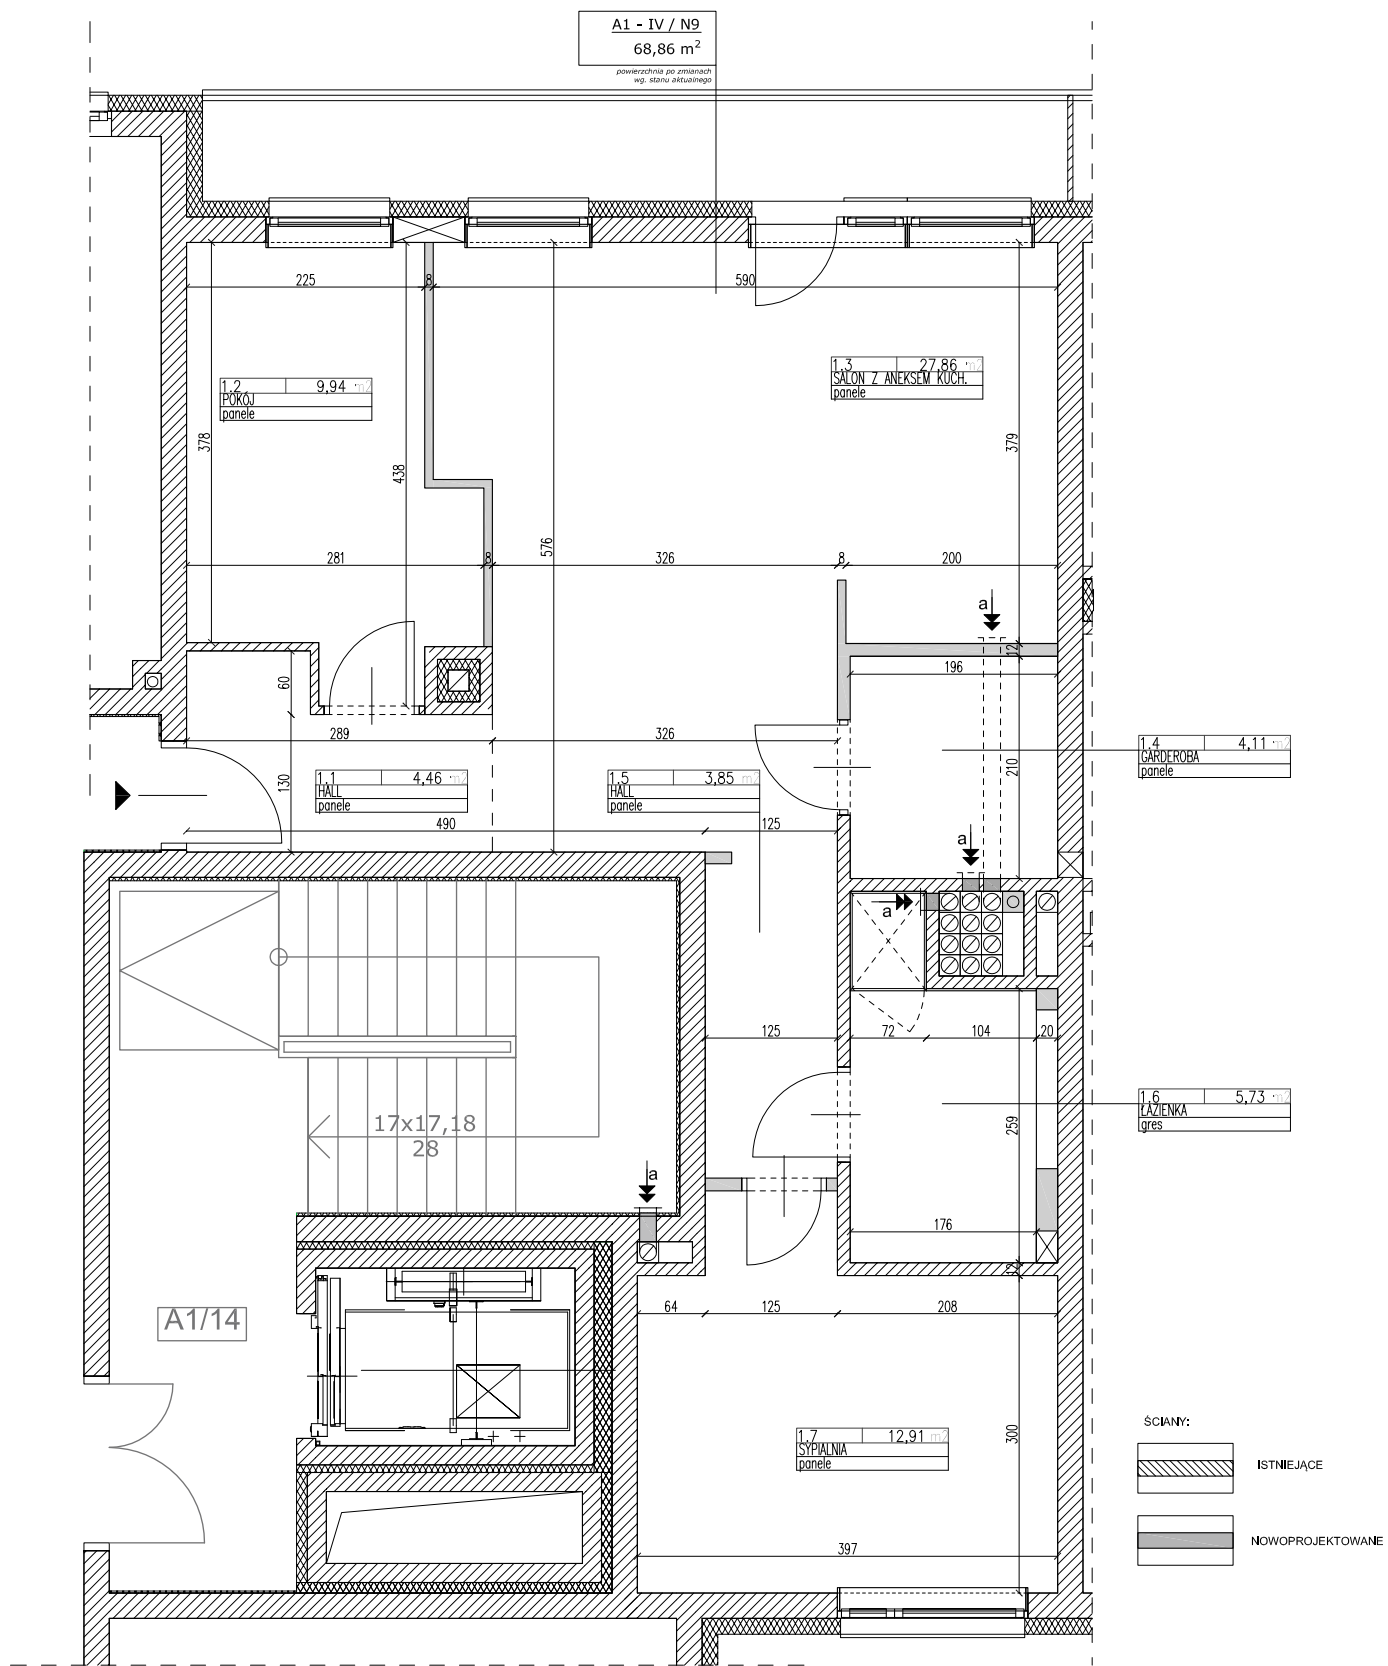 A1 - IV / N9
68,86 m²
powierzchnia po zmianach
wg. stanu aktualnego
225
8
590
1.2 9,94 m2
POKÓJ
panele
1.3 27,86 m2
SALON Z ANEKSEM KUCH.
panele
378
438
576
379
281
8
326
8
200
a
12
196
60
289
326
130
1.1 4,46 m2
HALL
panele
1.5 3,85 m2
HALL
panele
210
1.4 4,11 m2
GARDEROBA
panele
490
125
a
a
125
72
104
20
17x17,18
28
259
1.6 5,73 m2
ŁAZIENKA
gres
a
176
12
64
125
208
A1/14
300
1.7 12,91 m2
SYPIALNIA
panele
397
ŚCIANY:
ISTNIEJĄCE
NOWOPROJEKTOWANE